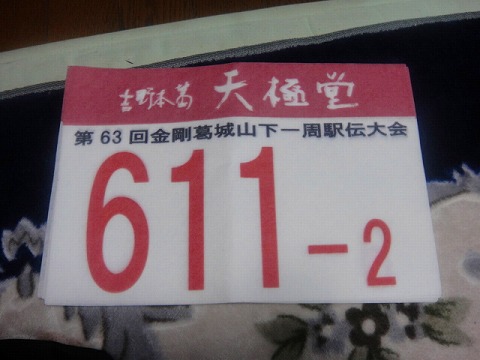 吉野本葛 天極堂
第63回金剛葛城山下一周駅伝大会
611-2